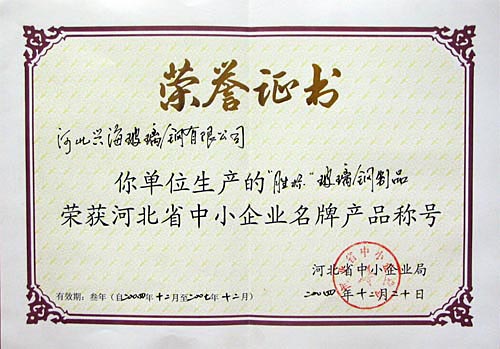 荣誉证书
河北兴海玻璃钢有限公司
你单位生产的"胜标"玻璃钢制品
荣获河北省中小企业名牌产品称号
河北省中小企业局
有效期：叁年（自2004年十二月至2007年十二月）
二00四年十二月二十日